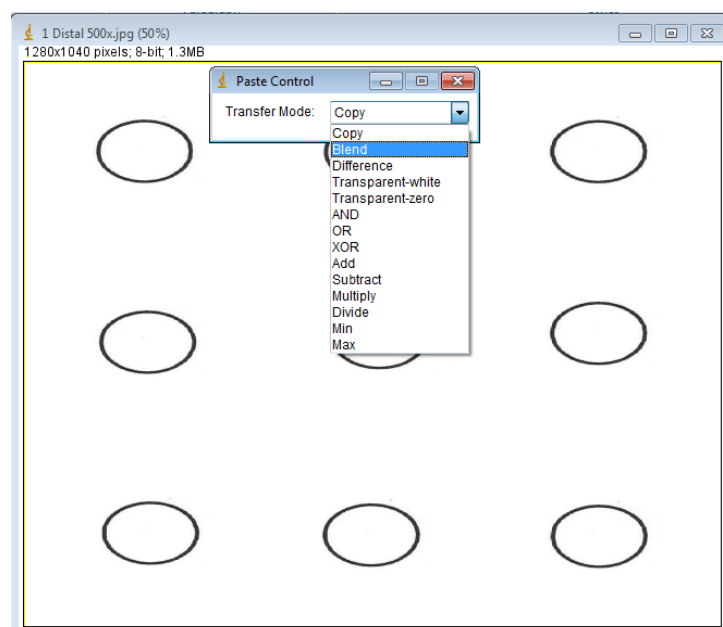 1 Distal 500x.jpg (50%)
1280x1040 pixels; 8-bit; 1.3MB
Paste Control
Transfer Mode: Copy
Copy
Blend
Difference
Transparent-white
Transparent-zero
AND
OR
XOR
Add
Subtract
Multiply
Divide
Min
Max